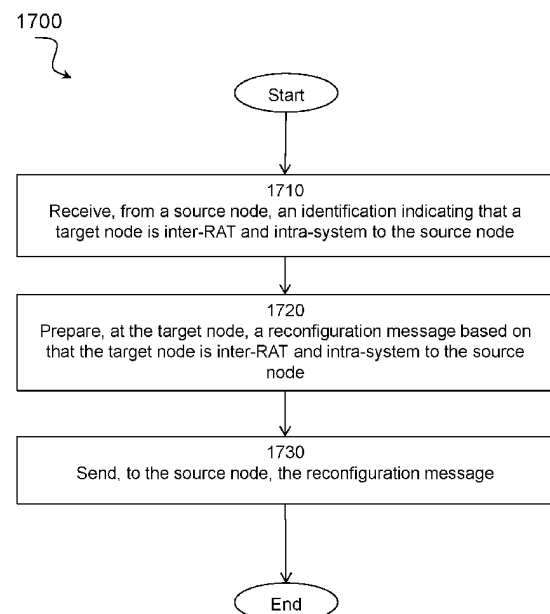 1700
Start
1710
Receive, from a source node, an identification indicating that a
target node is inter-RAT and intra-system to the source node
1720
Prepare, at the target node, a reconfiguration message based on
that the target node is inter-RAT and intra-system to the source
node
1730
Send, to the source node, the reconfiguration message
End